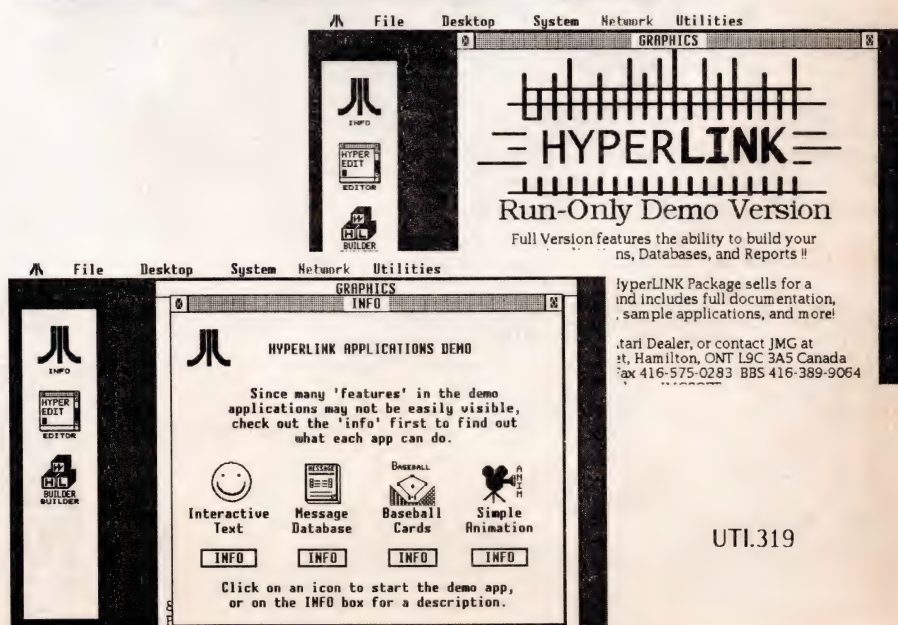 File Desktop System Network Utilities
GRAPHICS
INFO
HYPER
EDIT
EDITOR
HL
BUILDER
HYPERLINK
Run-Only Demo Version
Full Version features the ability to build your
ns, Databases, and Reports !!
yperLINK Package sells for a
nd includes full documentation,
, sample applications, and more!
tari Dealer, or contact JMG at
t, Hamilton, ONT L9C 3A5 Canada
Fax 416-575-0283 BBS 416-389-9064
File Desktop System Network Utilities
GRAPHICS
INFO
INFO
HYPER
EDIT
EDITOR
HL
BUILDER
BUILDER
HYPERLINK APPLICATIONS DEMO
Since many 'features' in the demo
applications may not be easily visible,
check out the 'info' first to find out
what each app can do.
MESSAGE
BASEBALL
ANIM
Interactive Message Baseball Simple
Text Database Cards Animation
INFO INFO INFO INFO
Click on an icon to start the demo app,
or on the INFO box for a description.
UTI.319